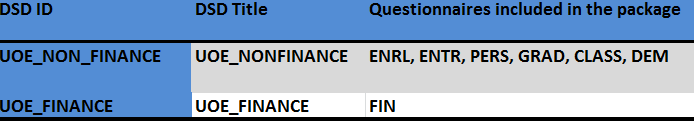 DSD ID DSD Title Questionnaires included in the package
UOE_NON_FINANCE UOE_NONFINANCE ENRL, ENTR, PERS, GRAD, CLASS, DEM
UOE_FINANCE UOE_FINANCE FIN